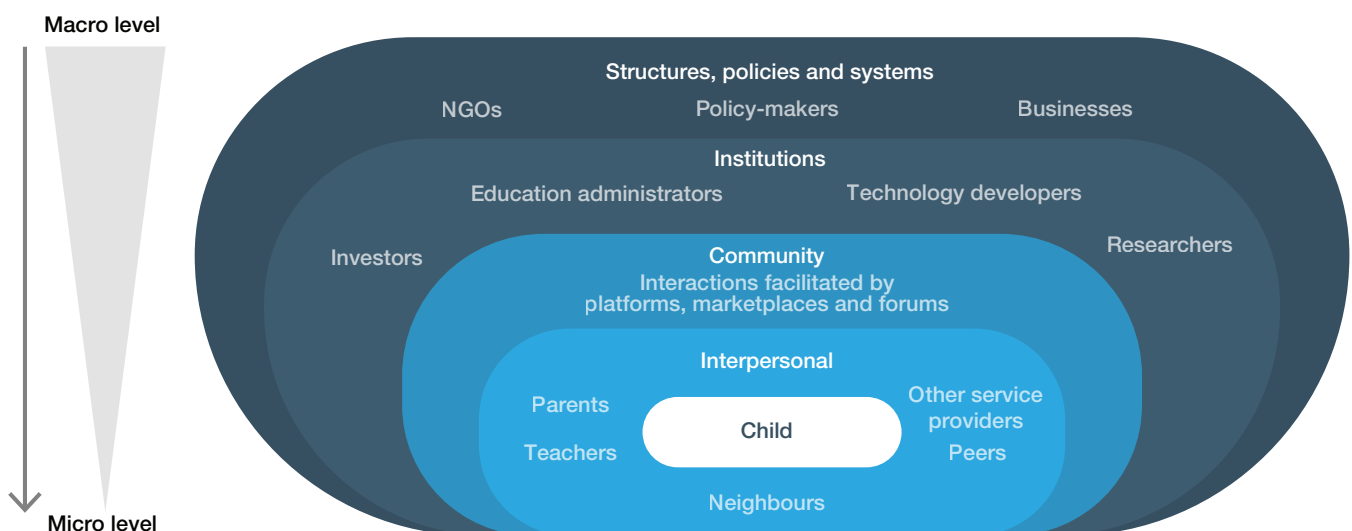 Macro level
Structures, policies and systems
NGOs
Policy-makers
Businesses
Institutions
Education administrators
Technology developers
Investors
Researchers
Community
Interactions facilitated by
platforms, marketplaces and forums
Interpersonal
Parents
Other service
providers
Child
Teachers
Peers
Neighbours
Micro level